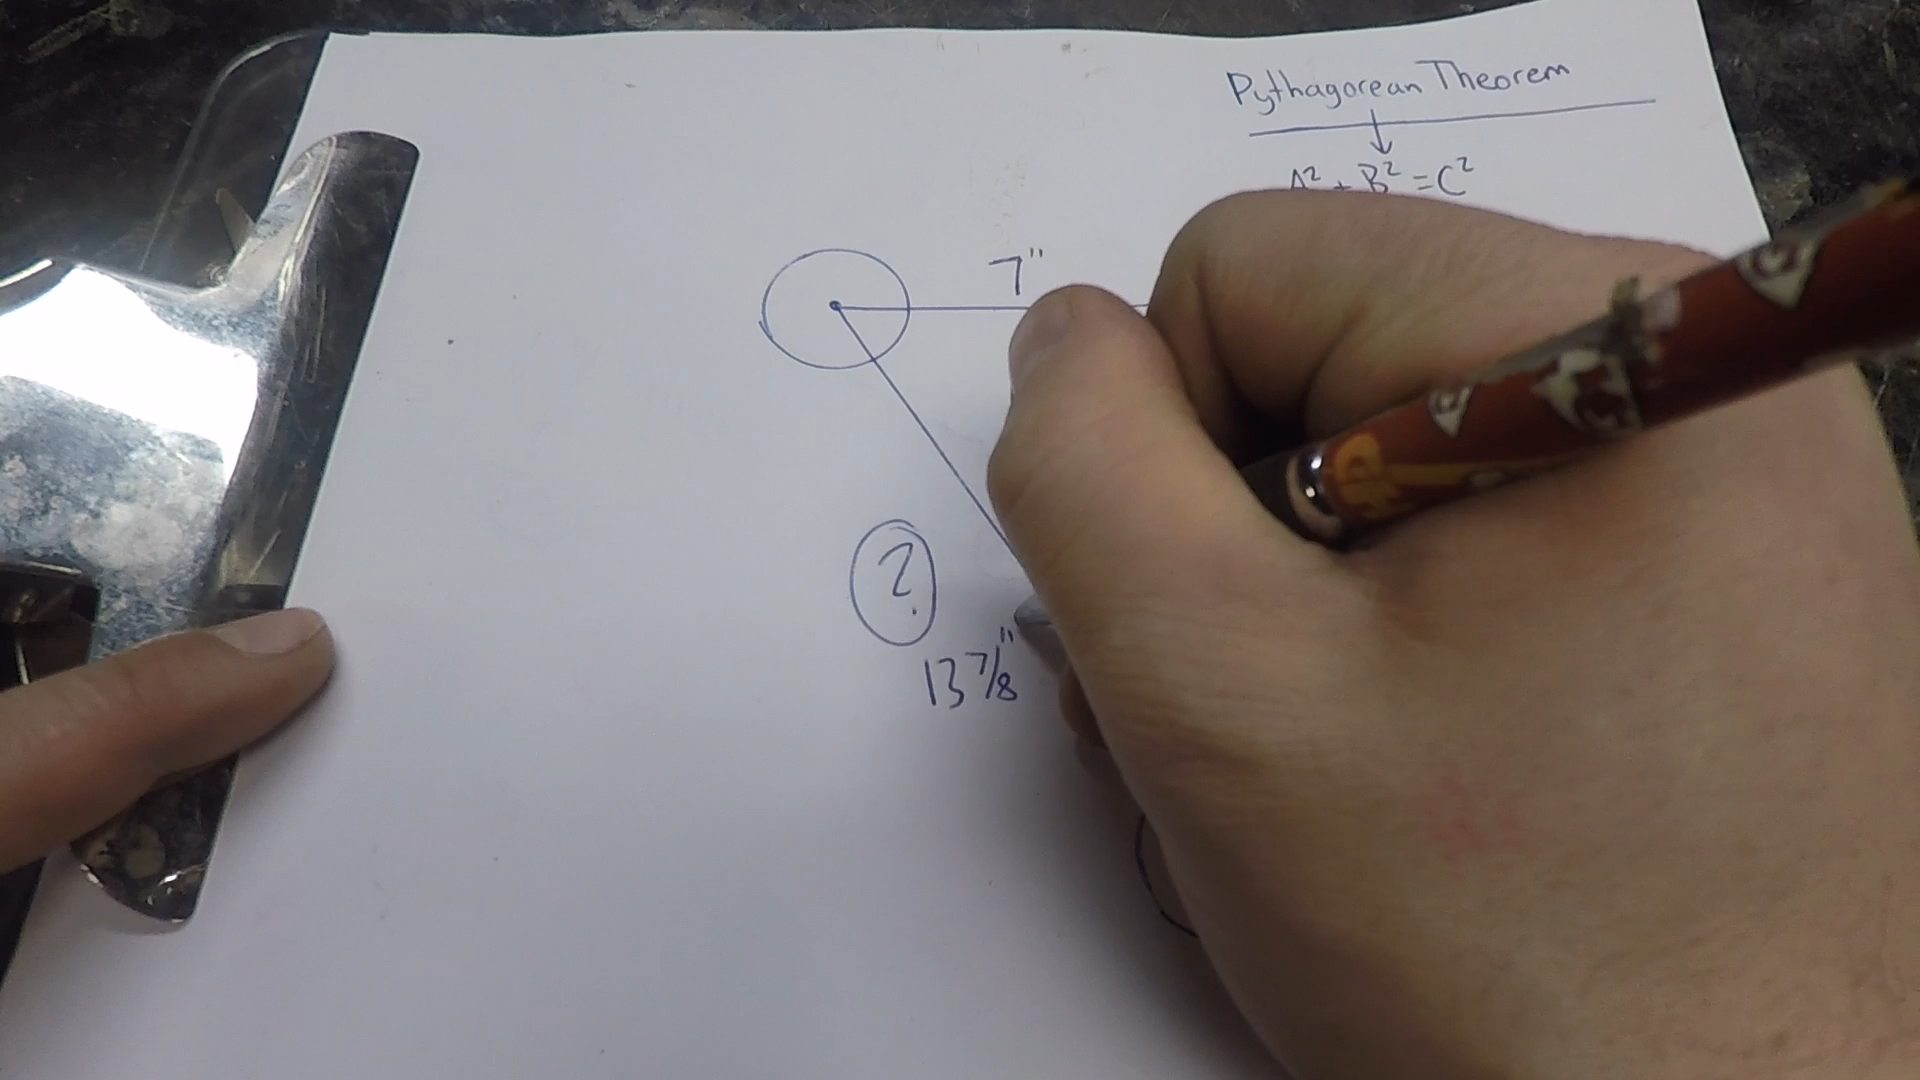 Pythagorean Theorem
A² + B² = C²
7"
?
13 7/8"